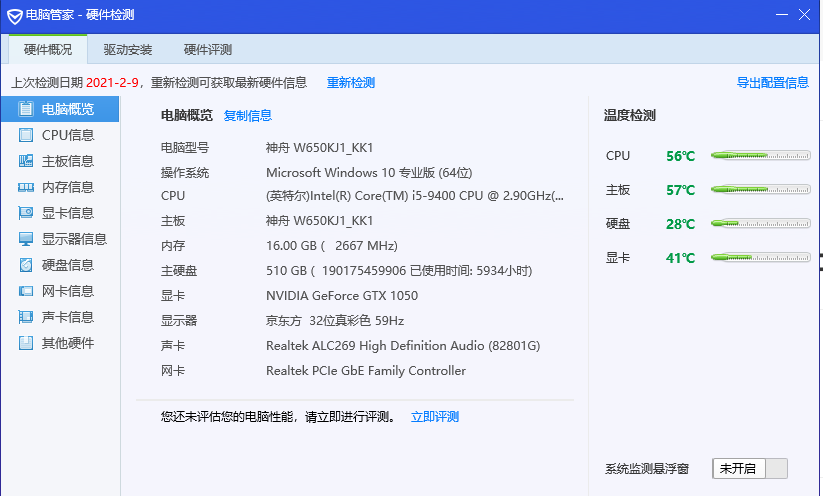 电脑管家 - 硬件检测
硬件概况 驱动安装 硬件评测
上次检测日期 2021-2-9，重新检测可获取最新硬件信息 重新检测 导出配置信息
电脑概览
CPU信息
主板信息
内存信息
显卡信息
显示器信息
硬盘信息
网卡信息
声卡信息
其他硬件
电脑概览 复制信息
电脑型号 神舟 W650KJ1_KK1
操作系统 Microsoft Windows 10 专业版 (64位)
CPU (英特尔)Intel(R) Core(TM) i5-9400 CPU @ 2.90GHz(...
主板 神舟 W650KJ1_KK1
内存 16.00 GB ( 2667 MHz)
主硬盘 510 GB ( 190175459906 已使用时间: 5934小时)
显卡 NVIDIA GeForce GTX 1050
显示器 京东方 32位真彩色 59Hz
声卡 Realtek ALC269 High Definition Audio (82801G)
网卡 Realtek PCIe GbE Family Controller
您还未评估您的电脑性能，请立即进行评测。 立即评测
温度检测
CPU 56℃
主板 57℃
硬盘 28℃
显卡 41℃
系统监测悬浮窗 未开启